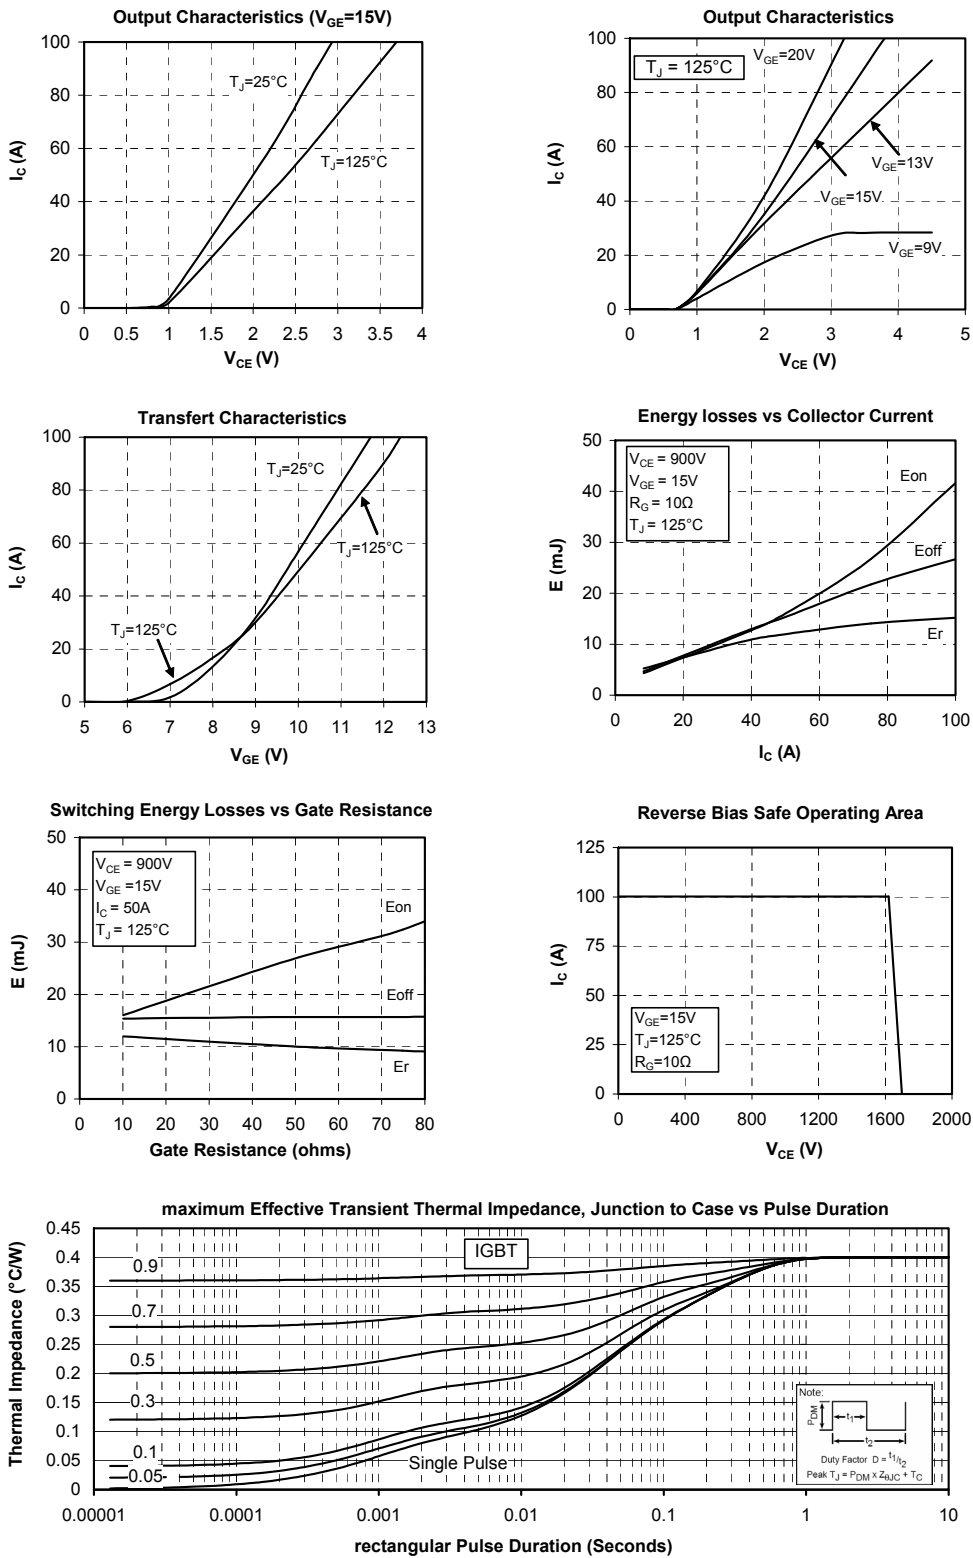 Output Characteristics (VGE=15V)
100
80
60
40
20
0
IC (A)
TJ=25°C
TJ=125°C
0 0.5 1 1.5 2 2.5 3 3.5 4
VCE (V)
Output Characteristics
100
80
60
40
20
0
IC (A)
TJ = 125°C
VGE=20V
VGE=13V
VGE=15V
VGE=9V
0 1 2 3 4 5
VCE (V)
Transfert Characteristics
100
80
60
40
20
0
IC (A)
TJ=25°C
TJ=125°C
TJ=125°C
5 6 7 8 9 10 11 12 13
VGE (V)
Energy losses vs Collector Current
50
40
30
20
10
0
E (mJ)
VCE = 900V
VGE = 15V
RG = 10Ω
TJ = 125°C
Eon
Eoff
Er
0 20 40 60 80 100
IC (A)
Switching Energy Losses vs Gate Resistance
50
40
30
20
10
0
E (mJ)
VCE = 900V
VGE =15V
IC = 50A
TJ = 125°C
Eon
Eoff
Er
0 10 20 30 40 50 60 70 80
Gate Resistance (ohms)
Reverse Bias Safe Operating Area
125
100
75
50
25
0
IC (A)
VGE=15V
TJ=125°C
RG=10Ω
0 400 800 1200 1600 2000
VCE (V)
maximum Effective Transient Thermal Impedance, Junction to Case vs Pulse Duration
0.45
0.4
0.35
0.3
0.25
0.2
0.15
0.1
0.05
0
Thermal Impedance (°C/W)
IGBT
0.9
0.7
0.5
0.3
0.1
0.05
Single Pulse
Note:
PDM
t1
t2
Duty Factor D = t1/t2
Peak TJ = PDM x ZθJC + TC
0.00001 0.0001 0.001 0.01 0.1 1 10
rectangular Pulse Duration (Seconds)